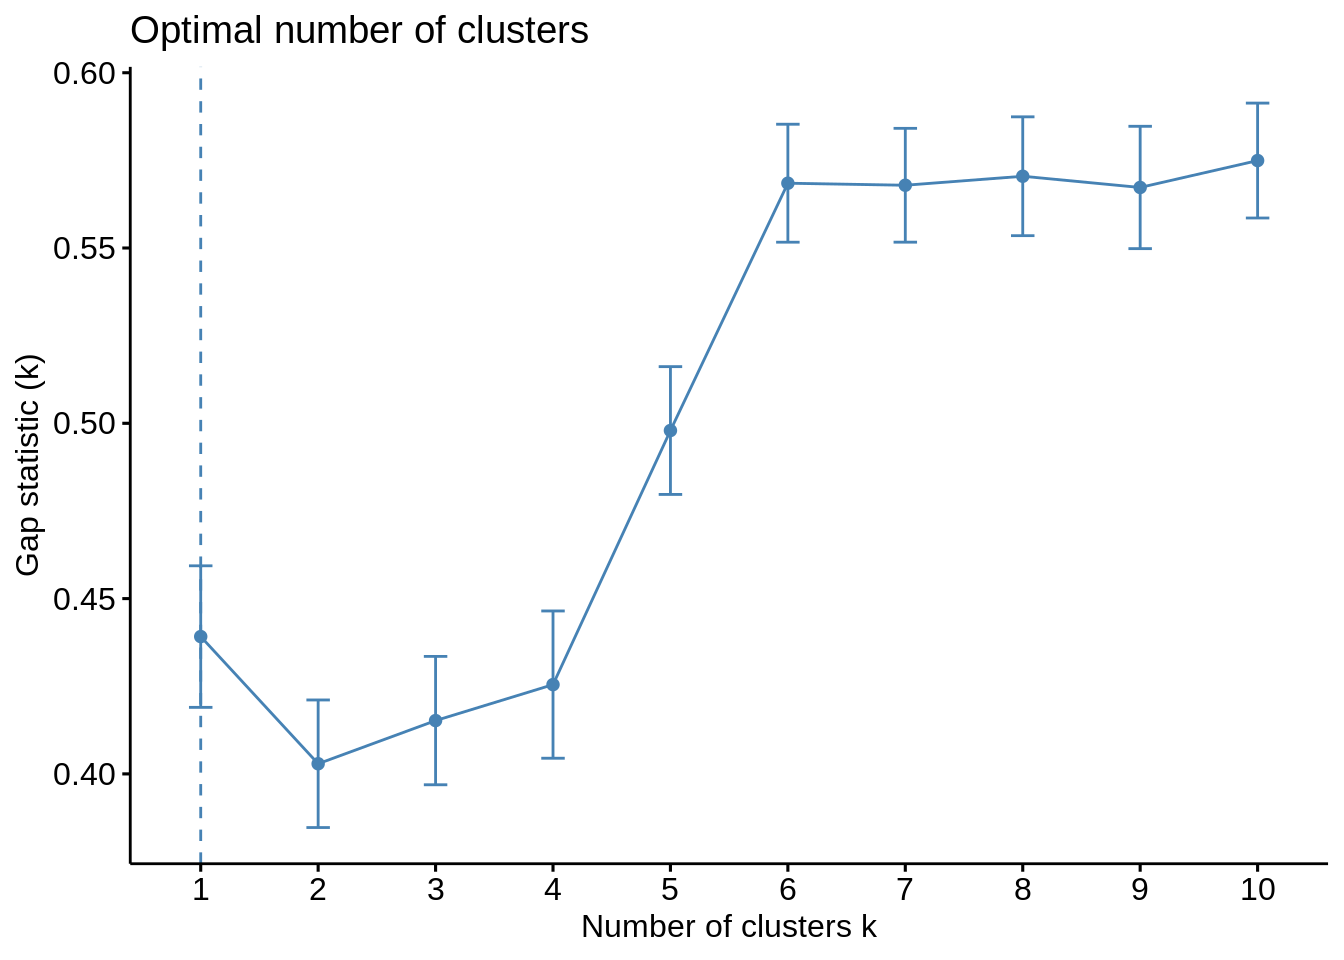 Optimal number of clusters
0.60
0.55
0.50
0.45
0.40
Gap statistic (k)
1 2 3 4 5 6 7 8 9 10
Number of clusters k